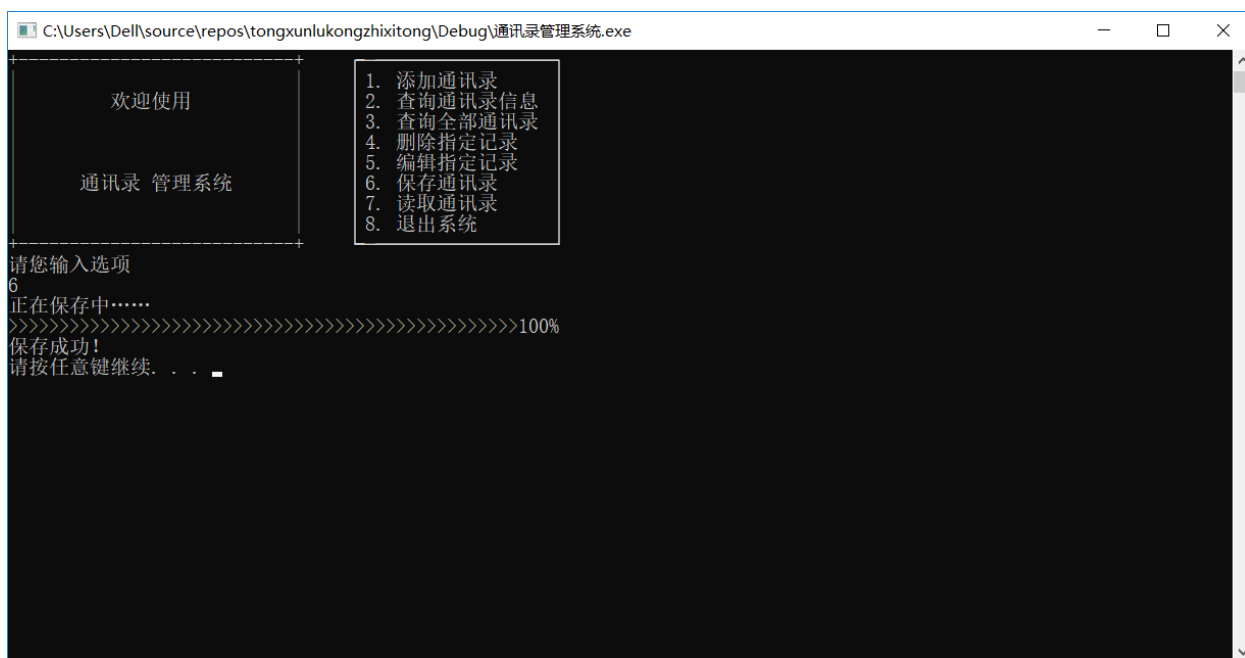 C:\Users\Dell\source\repos\tongxunlukongzhixitong\Debug\通讯录管理系统.exe
欢迎使用
通讯录 管理系统
1. 添加通讯录
2. 查询通讯录信息
3. 查询全部通讯录
4. 删除指定记录
5. 编辑指定记录
6. 保存通讯录
7. 读取通讯录
8. 退出系统
请您输入选项
6
正在保存中……
>>>>>>>>>>>>>>>>>>>>>>>>>>>>>>>>>>>>>>>>>>>>>>>>>>100%
保存成功!
请按任意键继续. . .